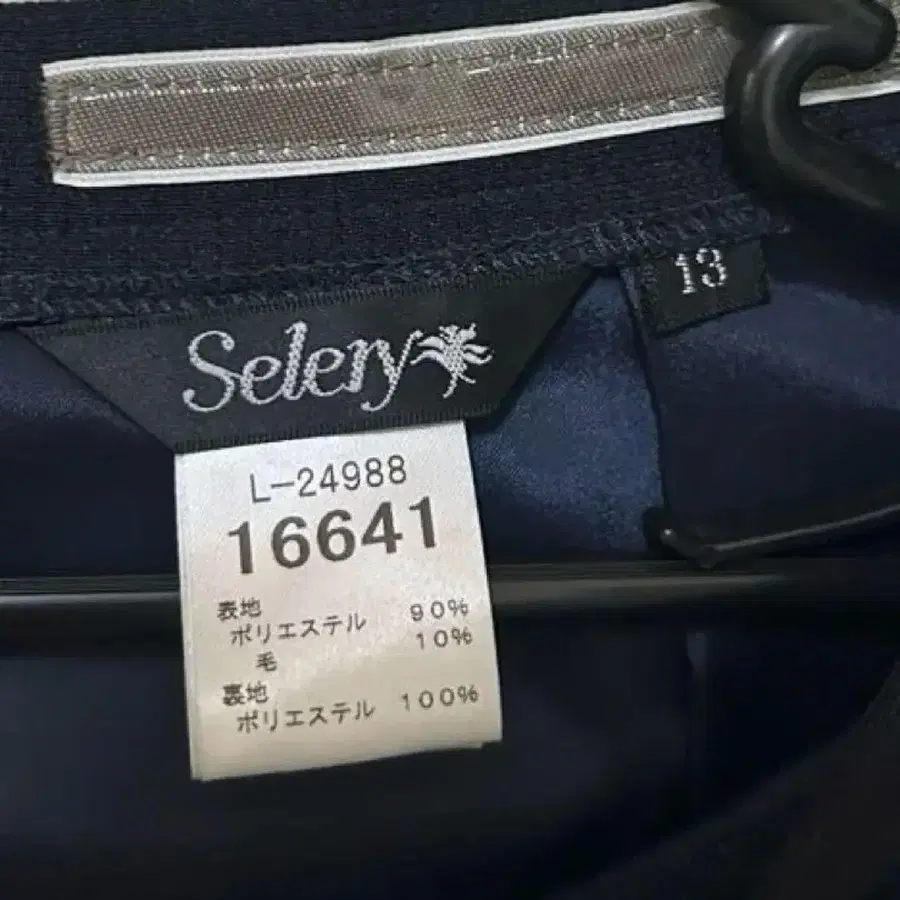 13
Selery
L-24988
16641
表地
ポリエステル 90%
毛 10%
裏地
ポリエステル 100%